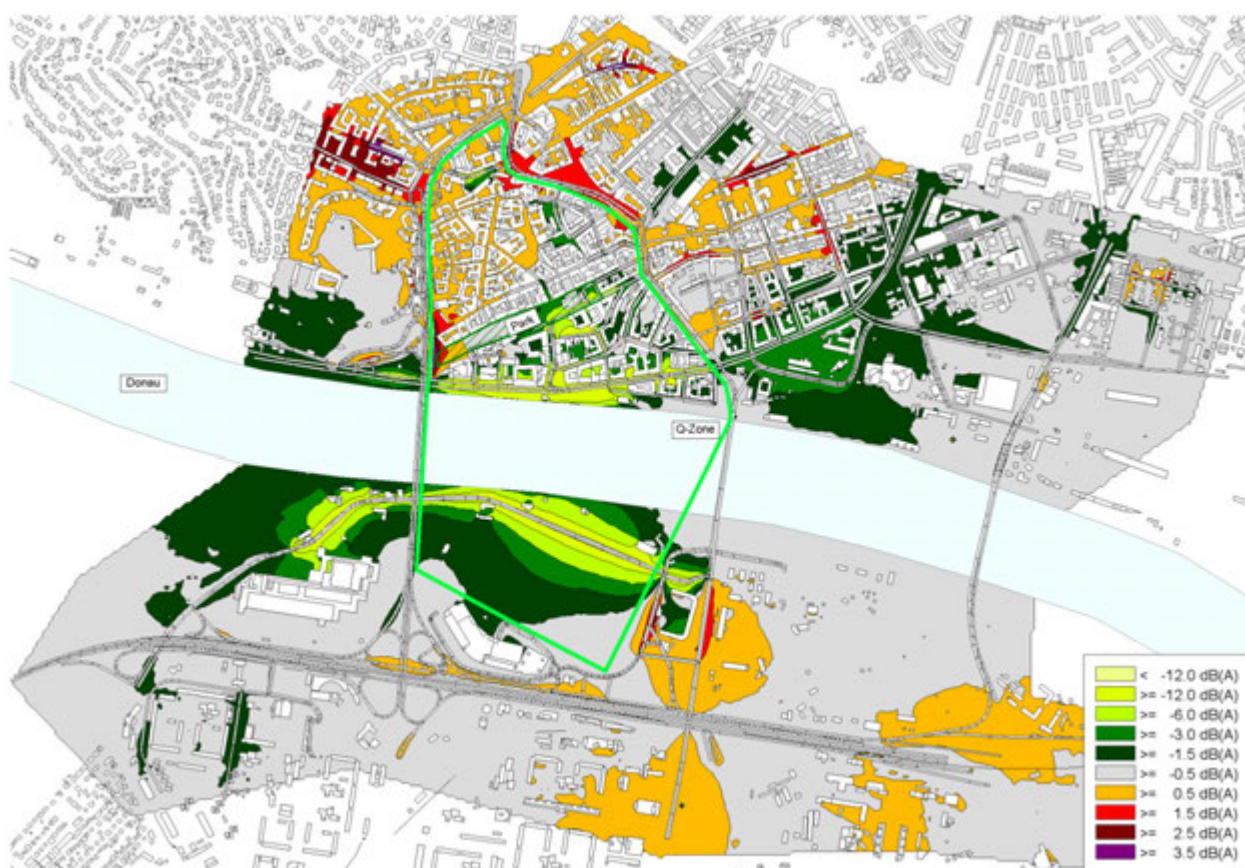 Park
Donau
Q-Zone
< -12.0 dB(A)
>= -12.0 dB(A)
>= -6.0 dB(A)
>= -3.0 dB(A)
>= -1.5 dB(A)
>= -0.5 dB(A)
>= 0.5 dB(A)
>= 1.5 dB(A)
>= 2.5 dB(A)
>= 3.5 dB(A)